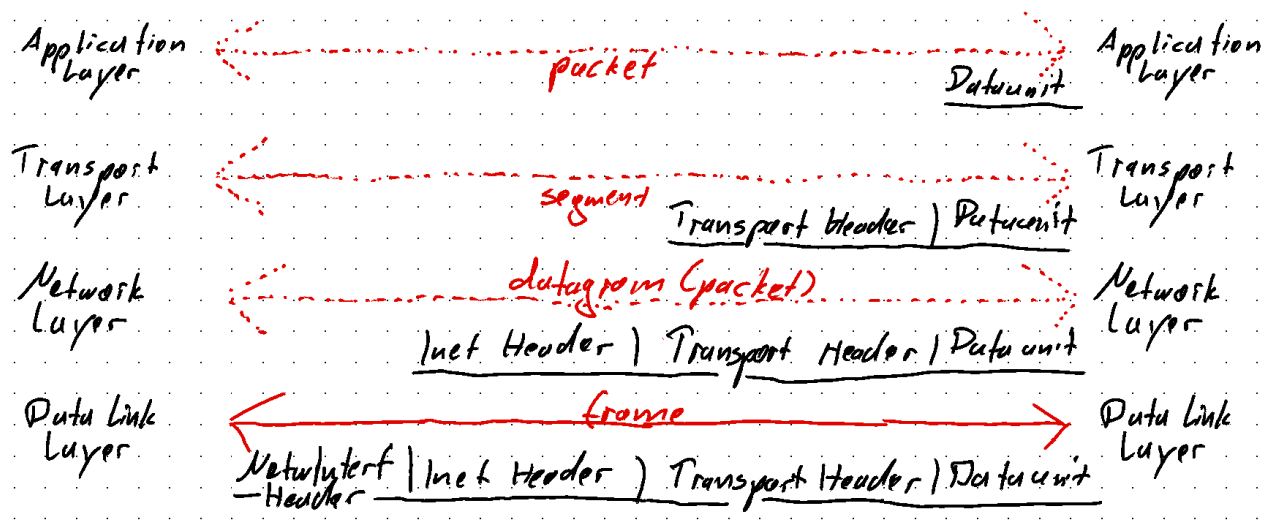 Application Layer
packet
Dataunit
Application Layer
Transport Layer
segment
Transport Header | Dataunit
Transport Layer
Network Layer
datagram (packet)
Inet Header | Transport Header | Dataunit
Network Layer
Data Link Layer
frame
NetwInterf Header | Inet Header | Transport Header | Dataunit
Data Link Layer